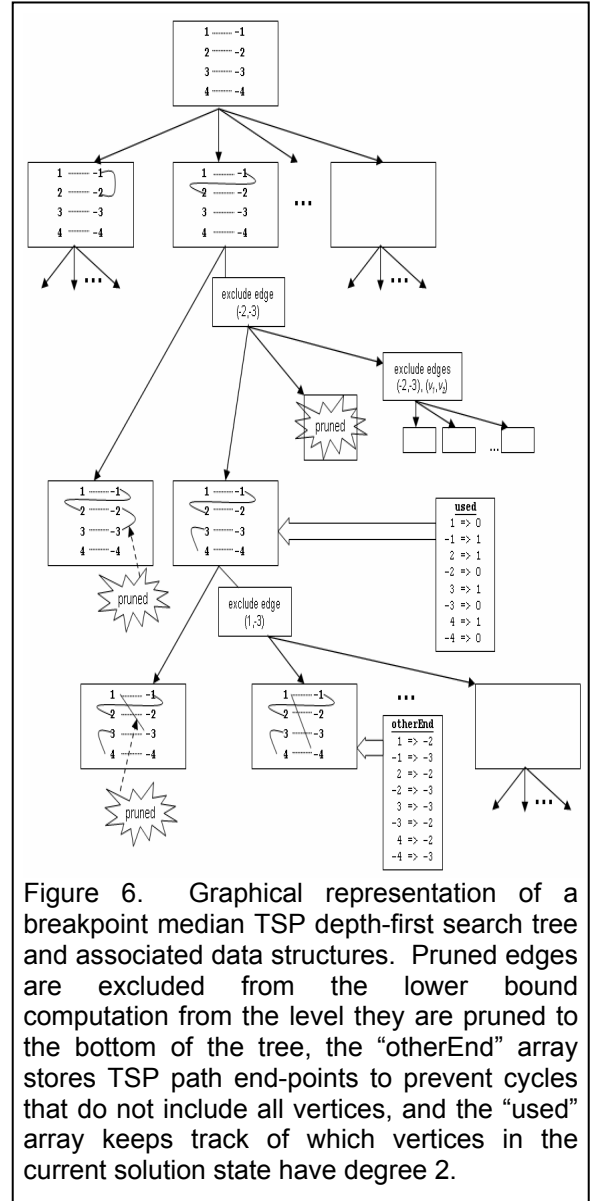 1 -------- -1
2 -------- -2
3 -------- -3
4 -------- -4
1 -------- -1
2 -------- -2
3 -------- -3
4 -------- -4
1 -------- -1
2 -------- -2
3 -------- -3
4 -------- -4
...
...
...
exclude edge
(-2,-3)
exclude edges
(-2,-3), (v₁,v₂)
pruned
...
1 -------- -1
2 -------- -2
3 -------- -3
4 -------- -4
1 -------- -1
2 -------- -2
3 -------- -3
4 -------- -4
used
1 => 0
-1 => 1
2 => 1
-2 => 0
3 => 1
-3 => 0
4 => 1
-4 => 0
pruned
exclude edge
(1,-3)
1 -------- -1
2 -------- -2
3 -------- -3
4 -------- -4
1 -------- -1
2 -------- -2
3 -------- -3
4 -------- -4
...
otherEnd
1 => -2
-1 => -3
2 => -2
-2 => -3
3 => -3
-3 => -2
4 => -2
-4 => -3
pruned
...
Figure 6. Graphical representation of a
breakpoint median TSP depth-first search tree
and associated data structures. Pruned edges
are excluded from the lower bound
computation from the level they are pruned to
the bottom of the tree, the “otherEnd” array
stores TSP path end-points to prevent cycles
that do not include all vertices, and the “used”
array keeps track of which vertices in the
current solution state have degree 2.